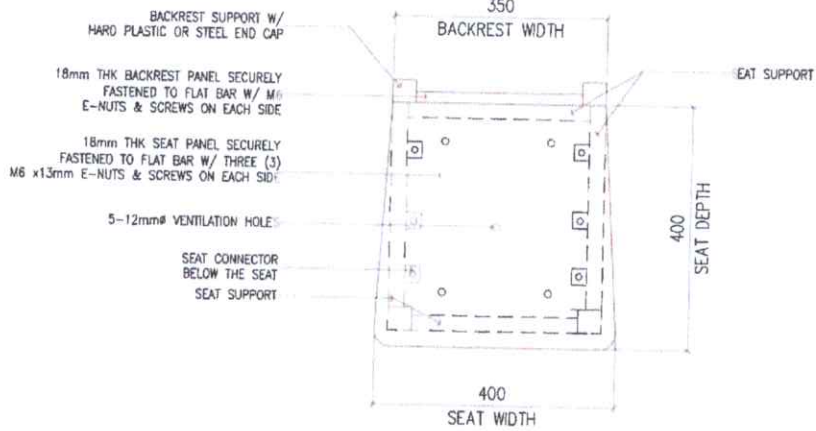 350
BACKREST WIDTH
BACKREST SUPPORT W/
HARD PLASTIC OR STEEL END CAP
18mm THK BACKREST PANEL SECURELY
FASTENED TO FLAT BAR W/ M6
E-NUTS & SCREWS ON EACH SIDE
18mm THK SEAT PANEL SECURELY
FASTENED TO FLAT BAR W/ THREE (3)
M6 x13mm E-NUTS & SCREWS ON EACH SIDE
5-12mmø VENTILATION HOLES
SEAT CONNECTOR
BELOW THE SEAT
SEAT SUPPORT
SEAT SUPPORT
400
SEAT DEPTH
400
SEAT WIDTH